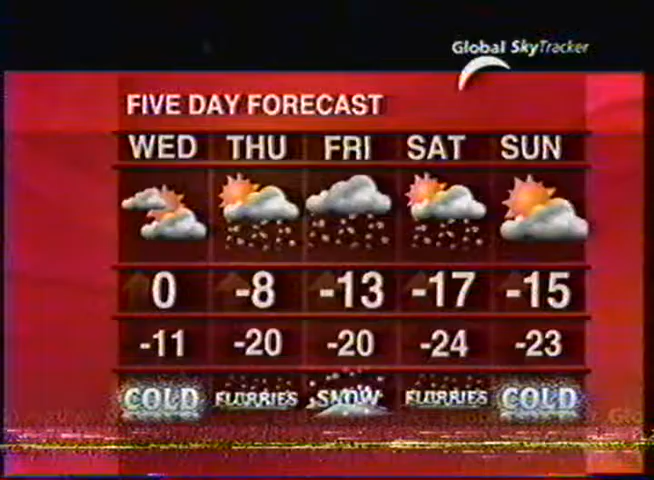 Global SkyTracker
FIVE DAY FORECAST
WED THU FRI SAT SUN
0 -8 -13 -17 -15
-11 -20 -20 -24 -23
COLD FLURRIES SNOW FLURRIES COLD